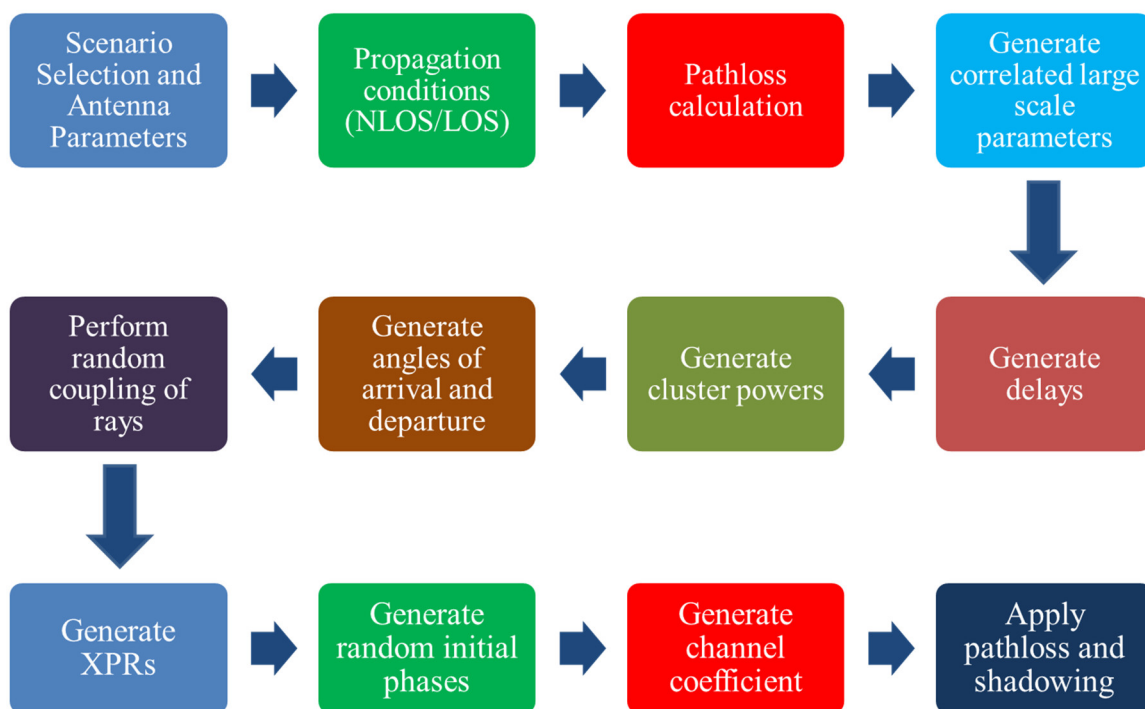 Scenario
Selection and
Antenna
Parameters
Propagation
conditions
(NLOS/LOS)
Pathloss
calculation
Generate
correlated large
scale
parameters
Perform
random
coupling of
rays
Generate
angles of
arrival and
departure
Generate
cluster powers
Generate
delays
Generate
XPRs
Generate
random initial
phases
Generate
channel
coefficient
Apply
pathloss and
shadowing